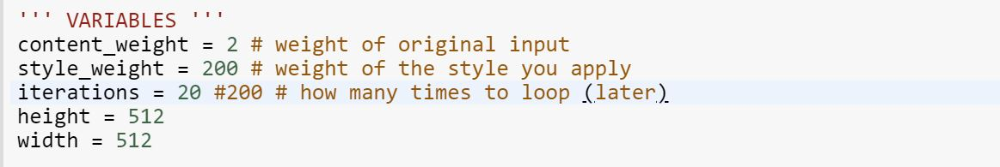 ''' VARIABLES '''
content_weight = 2 # weight of original input
style_weight = 200 # weight of the style you apply
iterations = 20 #200 # how many times to loop (later)
height = 512
width = 512